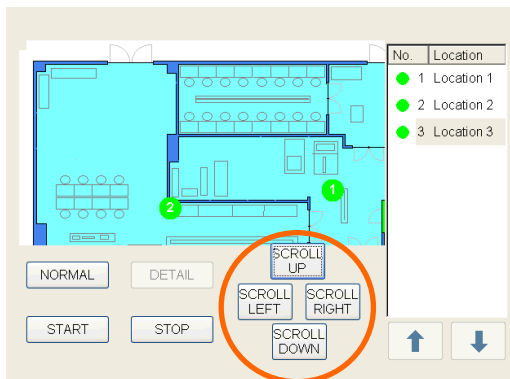 No. Location
1 Location 1
2 Location 2
3 Location 3
1
2
SCROLL
UP
NORMAL
DETAIL
SCROLL
LEFT
SCROLL
RIGHT
START
STOP
SCROLL
DOWN